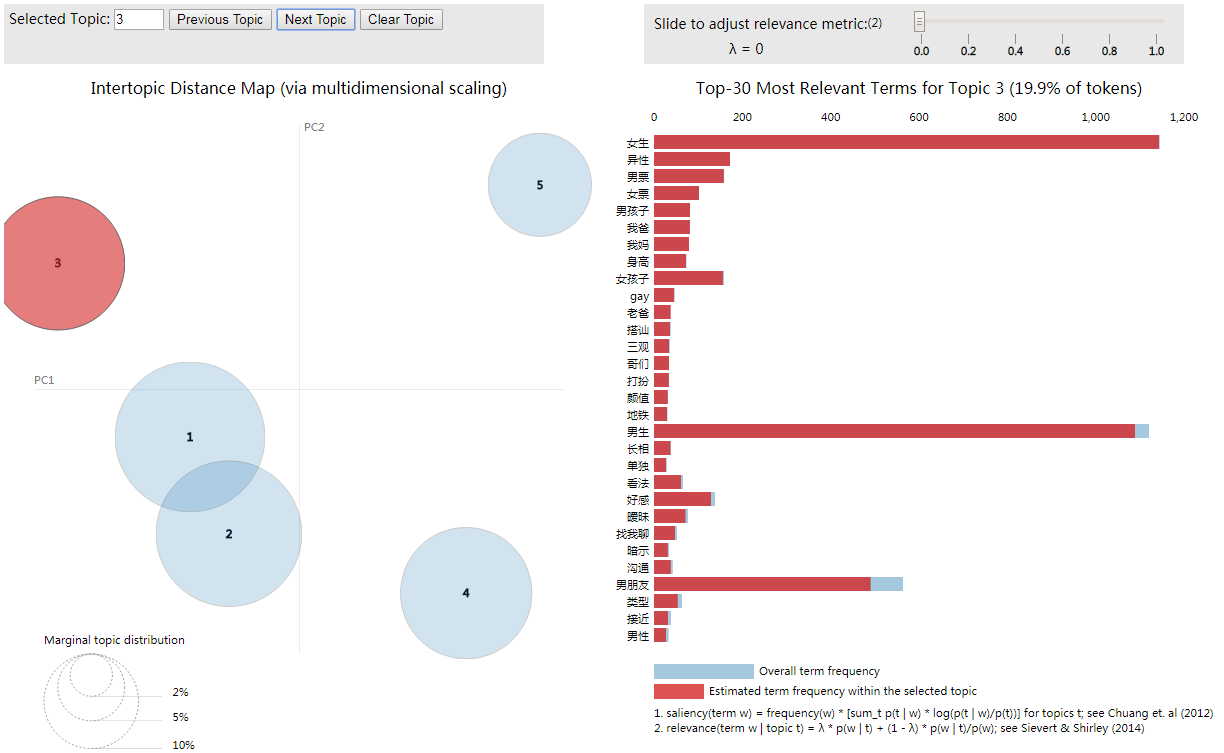 Selected Topic: 3 Previous Topic Next Topic Clear Topic
Slide to adjust relevance metric:(2)
λ = 0
0.0 0.2 0.4 0.6 0.8 1.0
Intertopic Distance Map (via multidimensional scaling)
PC2
PC1
5
3
1
2
4
Marginal topic distribution
2%
5%
10%
Top-30 Most Relevant Terms for Topic 3 (19.9% of tokens)
0 200 400 600 800 1,000 1,200
女生
异性
男票
女票
男孩子
我爸
我妈
身高
女孩子
gay
老爸
搭讪
三观
哥们
打扮
颜值
地铁
男生
长相
单独
看法
好感
暧昧
找我聊
暗示
沟通
男朋友
类型
接近
男性
Overall term frequency
Estimated term frequency within the selected topic
1. saliency(term w) = frequency(w) * [sum_t p(t | w) * log(p(t | w)/p(t))] for topics t; see Chuang et. al (2012)
2. relevance(term w | topic t) = λ * p(w | t) + (1 - λ) * p(w | t)/p(w); see Sievert & Shirley (2014)